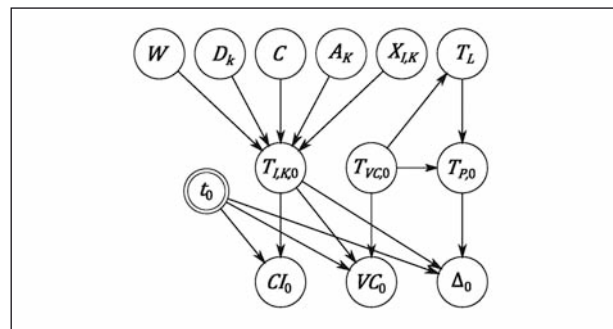 W D_k C A_K X_{I,K} T_L
T_{I,K,0} T_{VC,0} T_{P,0}
t_0
CI_0 VC_0 Δ_0